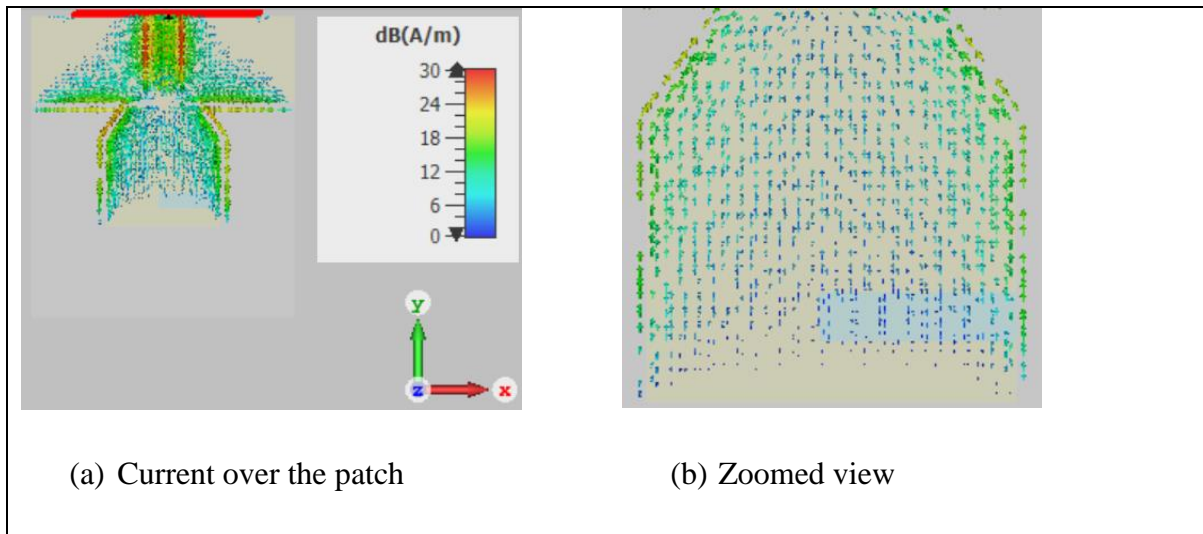 dB(A/m)
30
24
18
12
6
0
y
z
x
(a) Current over the patch
(b) Zoomed view